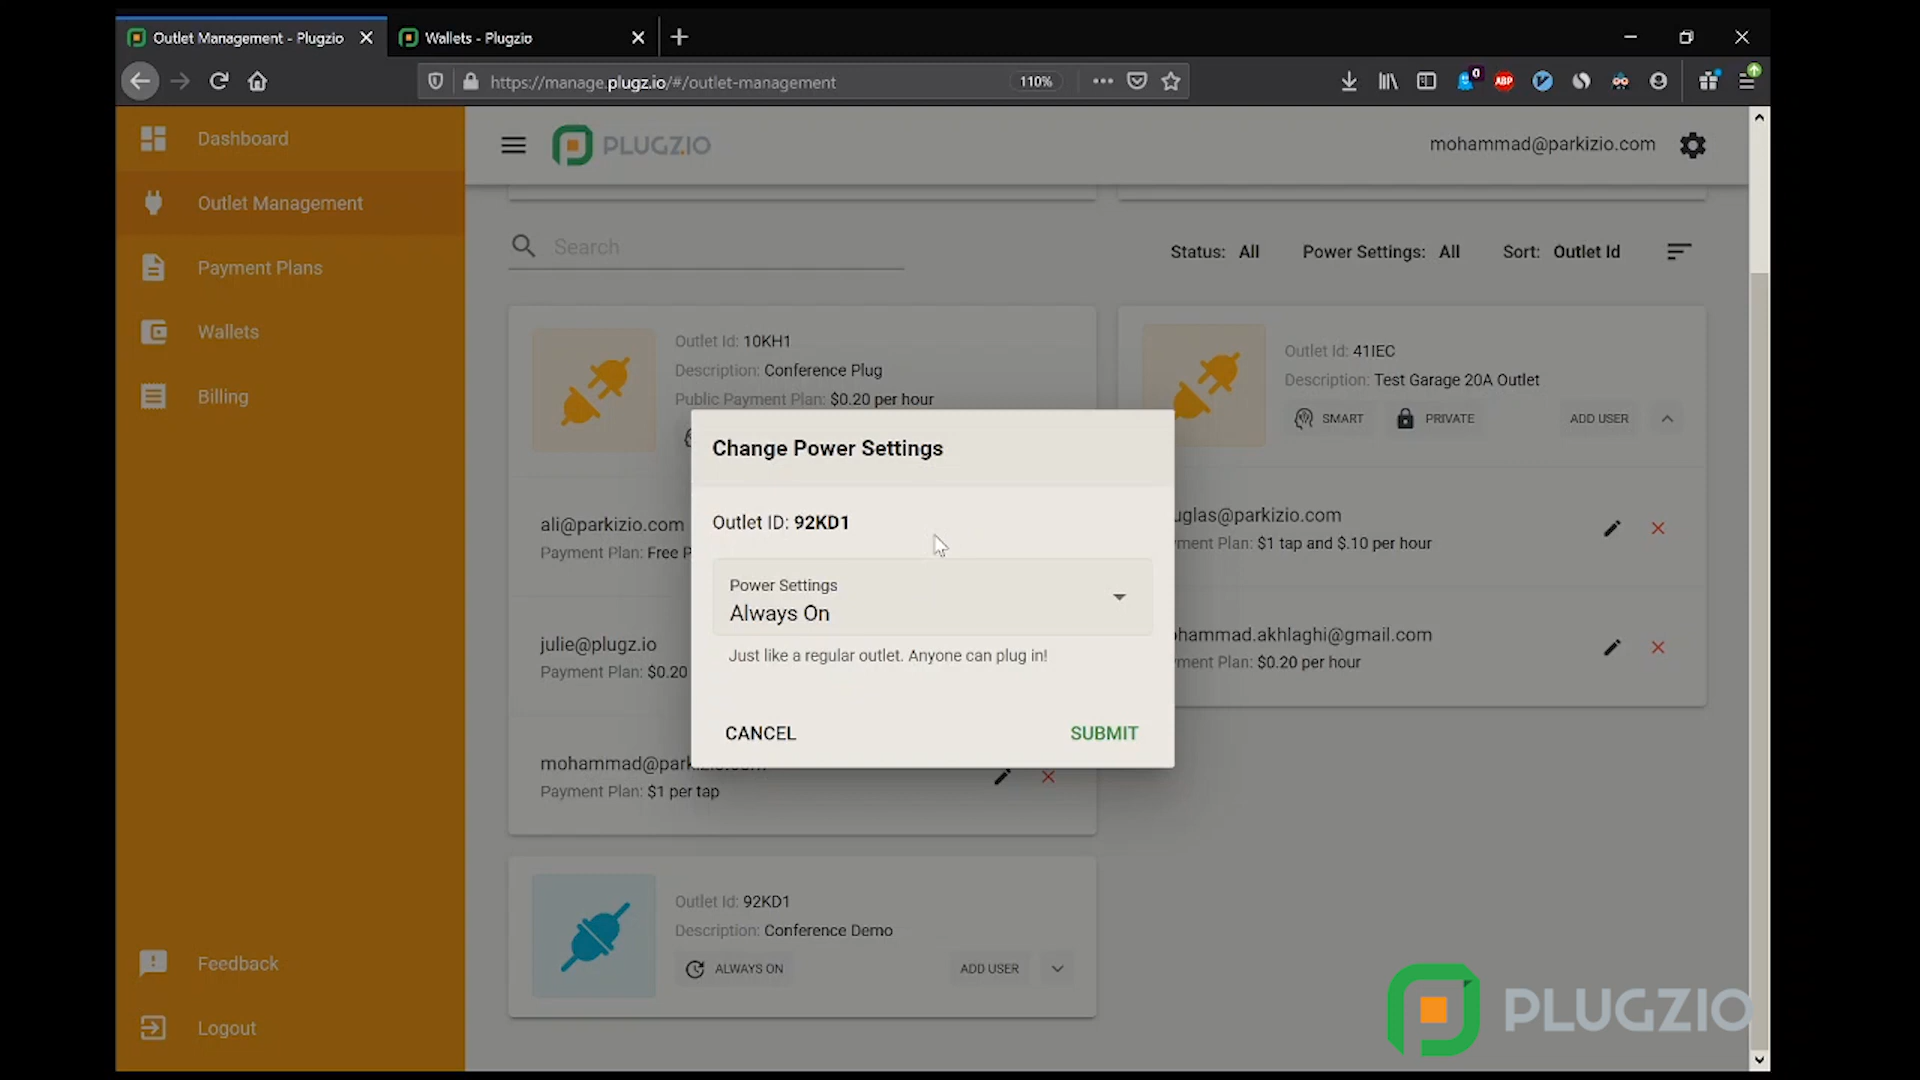 Outlet Management - Plugzio
Wallets - Plugzio
https://manage.plugz.io/#/outlet-management
110%
0
ABP
Dashboard
Outlet Management
Payment Plans
Wallets
Billing
Feedback
Logout
PLUGZIO
mohammad@parkizio.com
Search
Status: All
Power Settings: All
Sort: Outlet Id
Outlet Id: 10KH1
Description: Conference Plug
Public Payment Plan: $0.20 per hour
ali@parkizio.com
Payment Plan: Free
julie@plugz.io
Payment Plan: $0.20
mohammad@parkizio.com
Payment Plan: $1 per tap
Outlet Id: 41IEC
Description: Test Garage 20A Outlet
SMART
PRIVATE
ADD USER
uglas@parkizio.com
ment Plan: $1 tap and $.10 per hour
ohammad.akhlaghi@gmail.com
ment Plan: $0.20 per hour
Change Power Settings
Outlet ID: 92KD1
Power Settings
Always On
Just like a regular outlet. Anyone can plug in!
CANCEL
SUBMIT
Outlet Id: 92KD1
Description: Conference Demo
ALWAYS ON
ADD USER
PLUGZIO